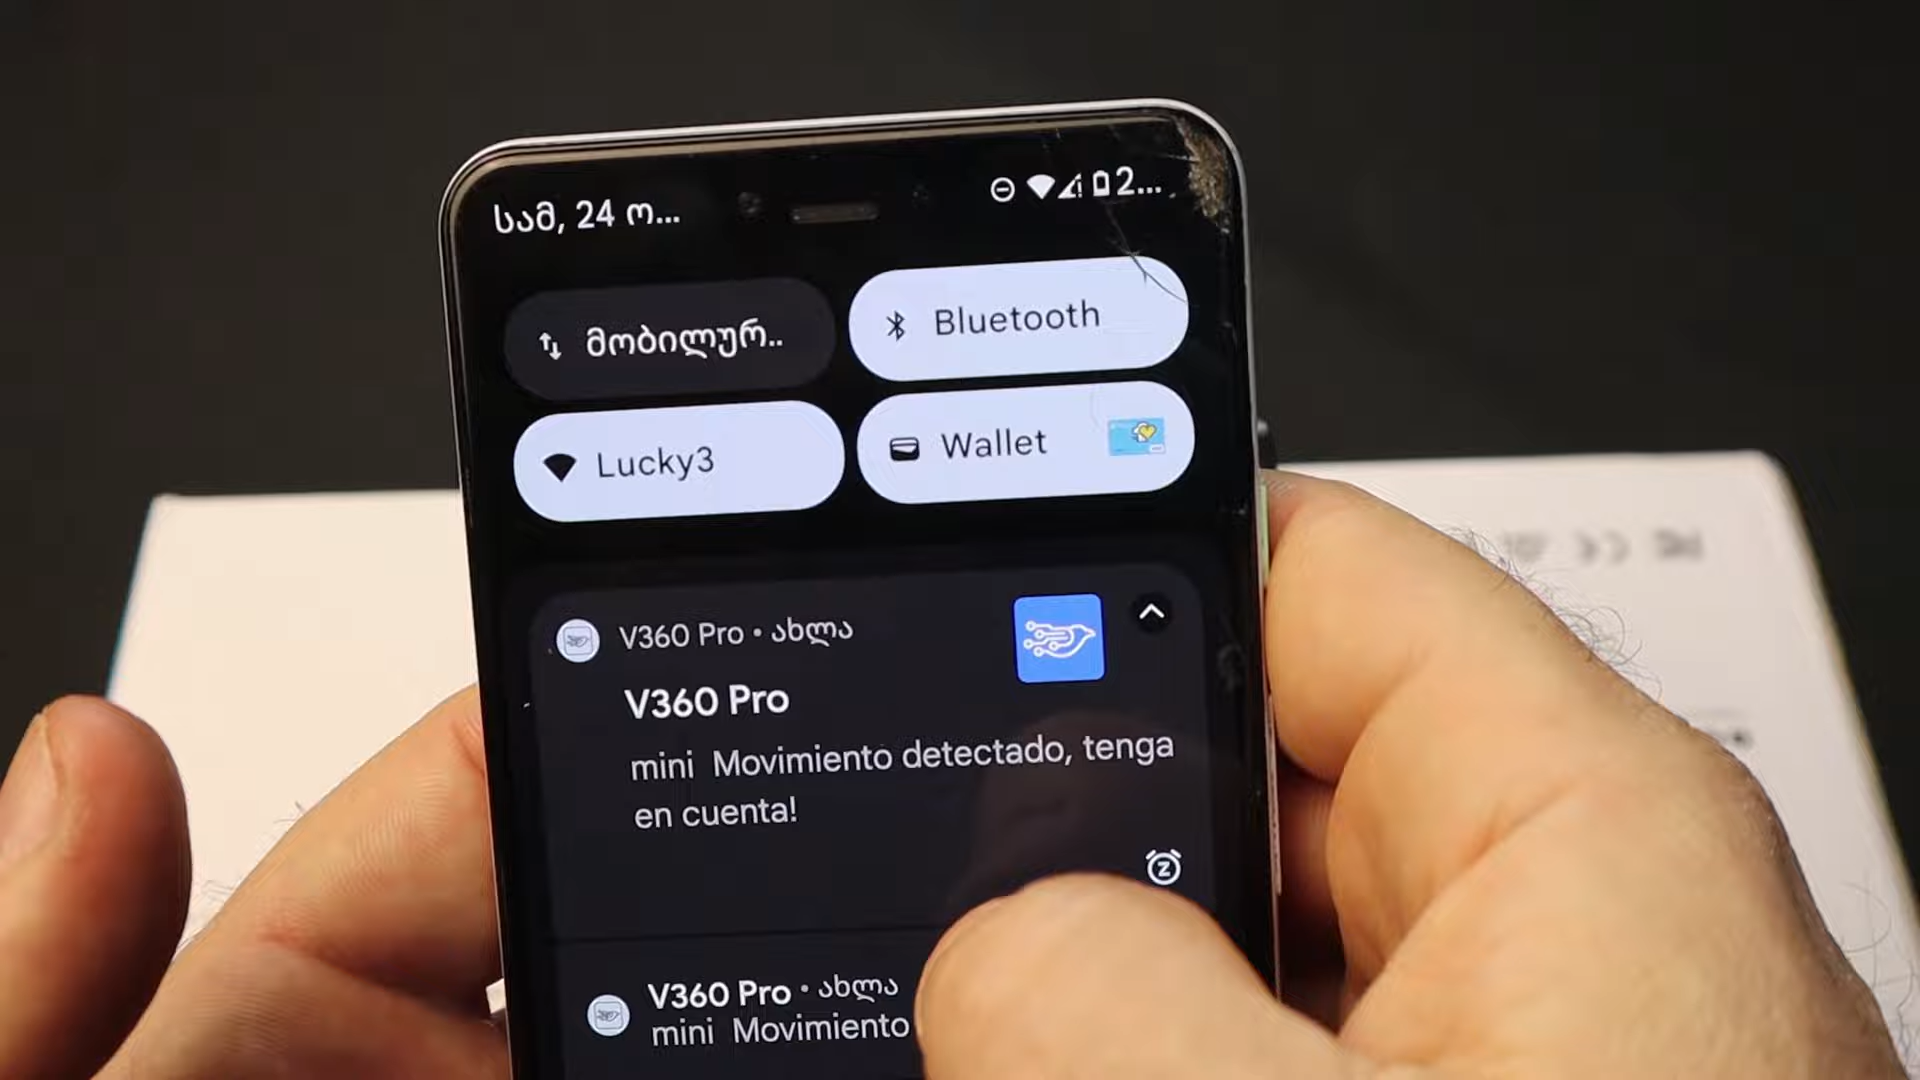 სამ, 24 ო...
2...
მობილურ..
Bluetooth
Lucky3
Wallet
V360 Pro • ახლა
V360 Pro
mini Movimiento detectado, tenga
en cuenta!
V360 Pro • ახლა
mini Movimiento